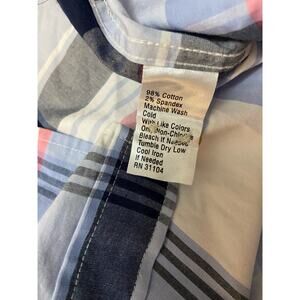 98% Cotton
2% Spandex
Machine Wash
Cold
With Like Colors
Only Non-Chlorine
Bleach If Needed
Tumble Dry Low
Cool Iron
If Needed
RN 31104